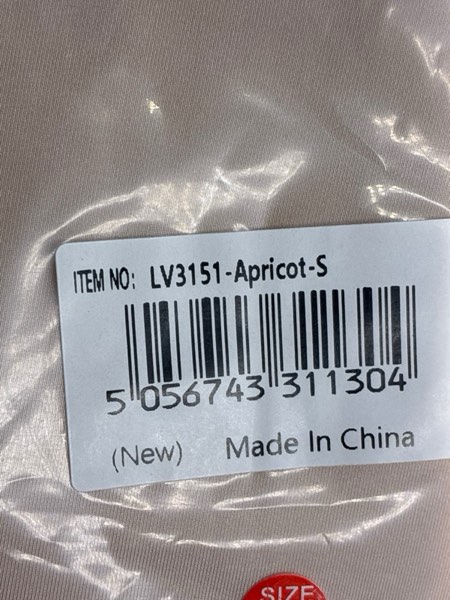 ITEM NO: LV3151-Apricot-S
5 056743 311304
(New) Made In China
SIZE